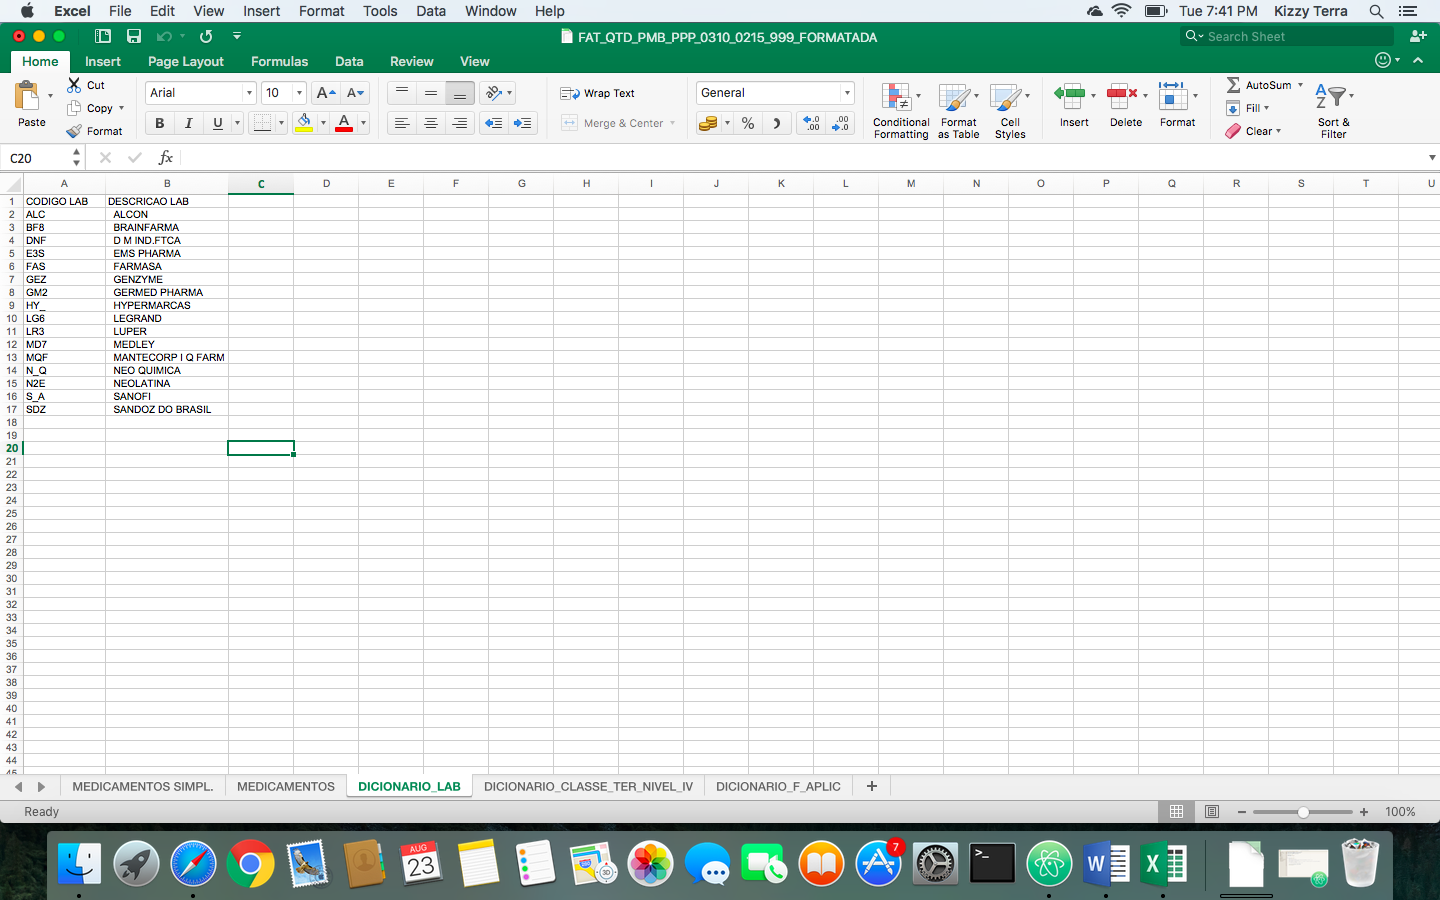 Excel File Edit View Insert Format Tools Data Window Help Tue 7:41 PM Kizzy Terra
FAT_QTD_PMB_PPP_0310_0215_999_FORMATADA Search Sheet
Home Insert Page Layout Formulas Data Review View
Paste Cut Copy Format
Arial 10 A A
B I U A
Wrap Text
Merge & Center
General
% .0 .00 .00 .0
Conditional Formatting
Format as Table
Cell Styles
Insert Delete Format
AutoSum
Fill
Clear
Sort & Filter
C20 fx
A B C D E F G H I J K L M N O P Q R S T U
1 CODIGO LAB DESCRICAO LAB
2 ALC ALCON
3 BF8 BRAINFARMA
4 DNF D M IND.FTCA
5 E3S EMS PHARMA
6 FAS FARMASA
7 GEZ GENZYME
8 GM2 GERMED PHARMA
9 HY_ HYPERMARCAS
10 LG6 LEGRAND
11 LR3 LUPER
12 MD7 MEDLEY
13 MQF MANTECORP I Q FARM
14 N_Q NEO QUIMICA
15 N2E NEOLATINA
16 S_A SANOFI
17 SDZ SANDOZ DO BRASIL
18
19
20
21
22
23
24
25
26
27
28
29
30
31
32
33
34
35
36
37
38
39
40
41
42
43
44
45
MEDICAMENTOS SIMPL. MEDICAMENTOS DICIONARIO_LAB DICIONARIO_CLASSE_TER_NIVEL_IV DICIONARIO_F_APLIC +
Ready 100%
AUG
23
7